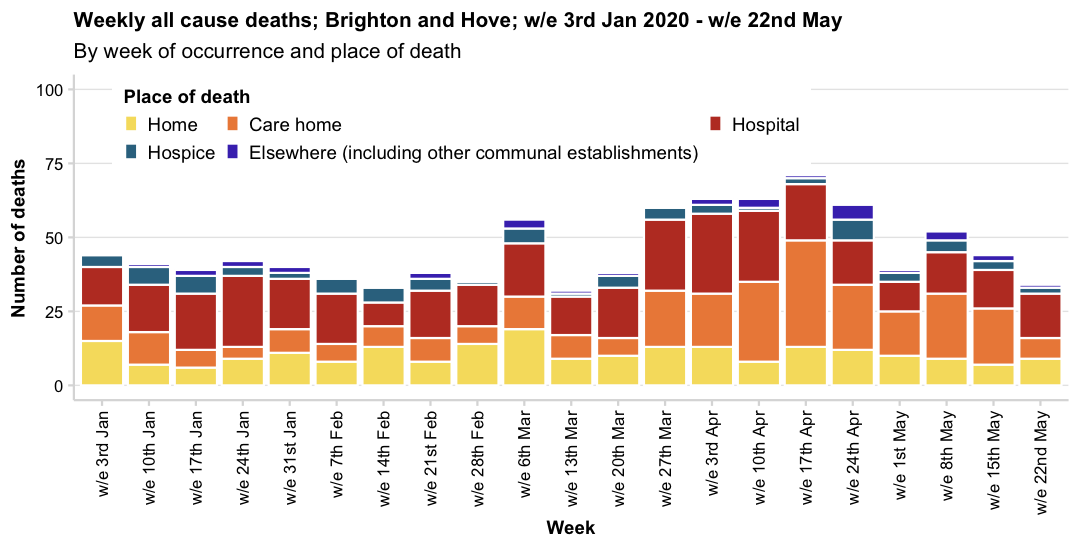 Weekly all cause deaths; Brighton and Hove; w/e 3rd Jan 2020 - w/e 22nd May
By week of occurrence and place of death
Place of death
Home Care home Hospital
Hospice Elsewhere (including other communal establishments)
Number of deaths
100
75
50
25
0
w/e 3rd Jan
w/e 10th Jan
w/e 17th Jan
w/e 24th Jan
w/e 31st Jan
w/e 7th Feb
w/e 14th Feb
w/e 21st Feb
w/e 28th Feb
w/e 6th Mar
w/e 13th Mar
w/e 20th Mar
w/e 27th Mar
w/e 3rd Apr
w/e 10th Apr
w/e 17th Apr
w/e 24th Apr
w/e 1st May
w/e 8th May
w/e 15th May
w/e 22nd May
Week